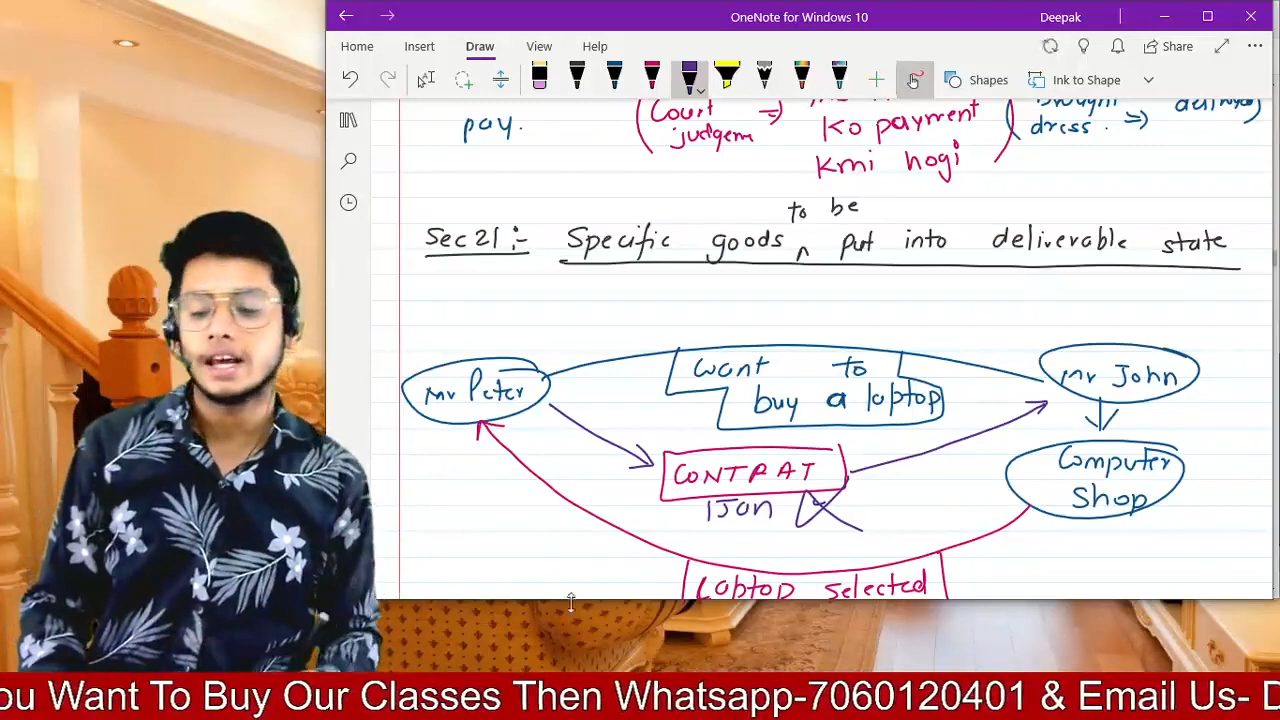 OneNote for Windows 10
Deepak
Home Insert Draw View Help
Share
Shapes
Ink to Shape
pay.
Court
judgem
ko payment
kmi hogi
dress.
Sec 21:- Specific goods to be put into deliverable state
Mr Peter
want to
buy a laptop
Mr John
CONTRAT
1Jan
Computer
Shop
laptop selected
ou Want To Buy Our Classes Then Whatsapp-7060120401 & Email Us- D